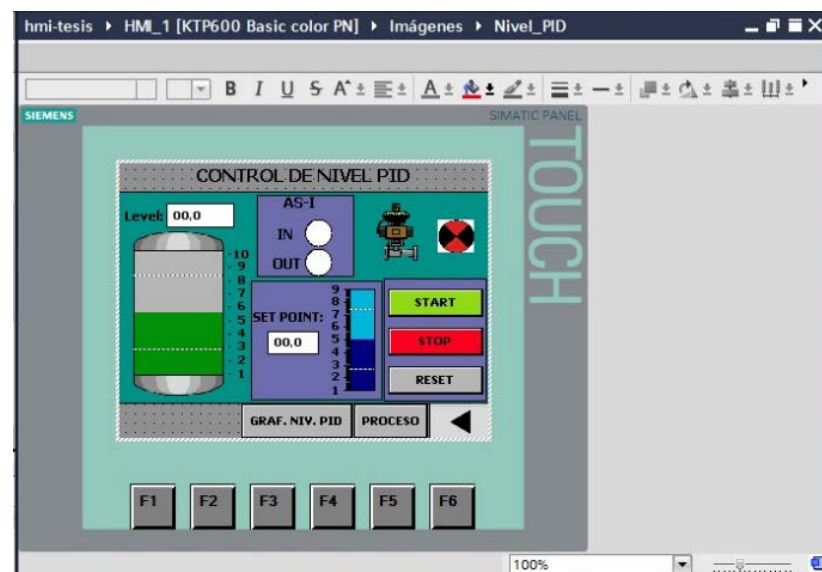 hmi-tesis ▸ HMI_1 [KTP600 Basic color PN] ▸ Imágenes ▸ Nivel_PID
B I U S A A
SIEMENS SIMATIC PANEL
TOUCH
CONTROL DE NIVEL PID
Level: 00,0
AS-I
IN
OUT
10
9
8
7
6
5
4
3
2
1
SET POINT:
00,0
9
8
7
6
5
4
3
2
1
START
STOP
RESET
GRAF. NIV. PID PROCESO
F1 F2 F3 F4 F5 F6
100%